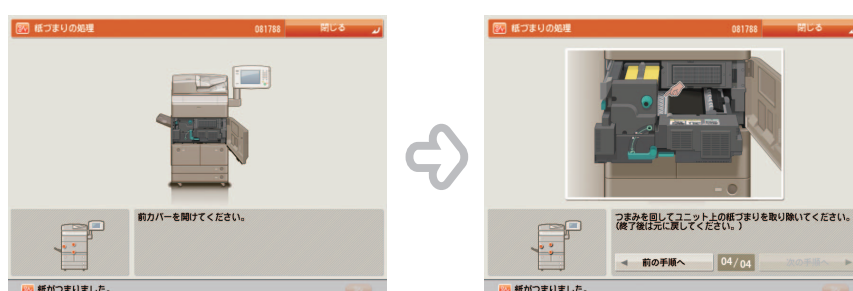 紙づまりの処理 081788 閉じる
前カバーを開けてください。
紙がつまりました。
紙づまりの処理 081788 閉じる
つまみを回してユニット上の紙づまりを取り除いてください。
(終了後は元に戻してください。)
前の手順へ 04/04 次の手順へ
紙がつまりました。